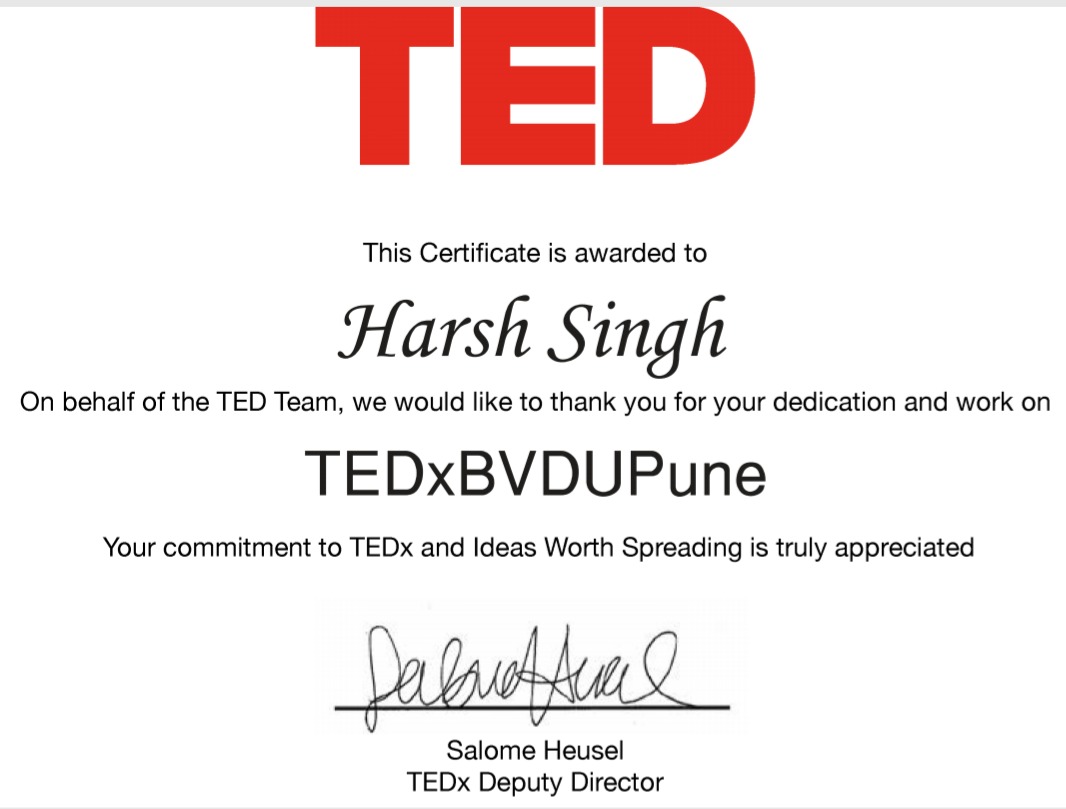 TED
This Certificate is awarded to
Harsh Singh
On behalf of the TED Team, we would like to thank you for your dedication and work on
TEDxBVDUPune
Your commitment to TEDx and Ideas Worth Spreading is truly appreciated
Salome Heusel
Salome Heusel
TEDx Deputy Director